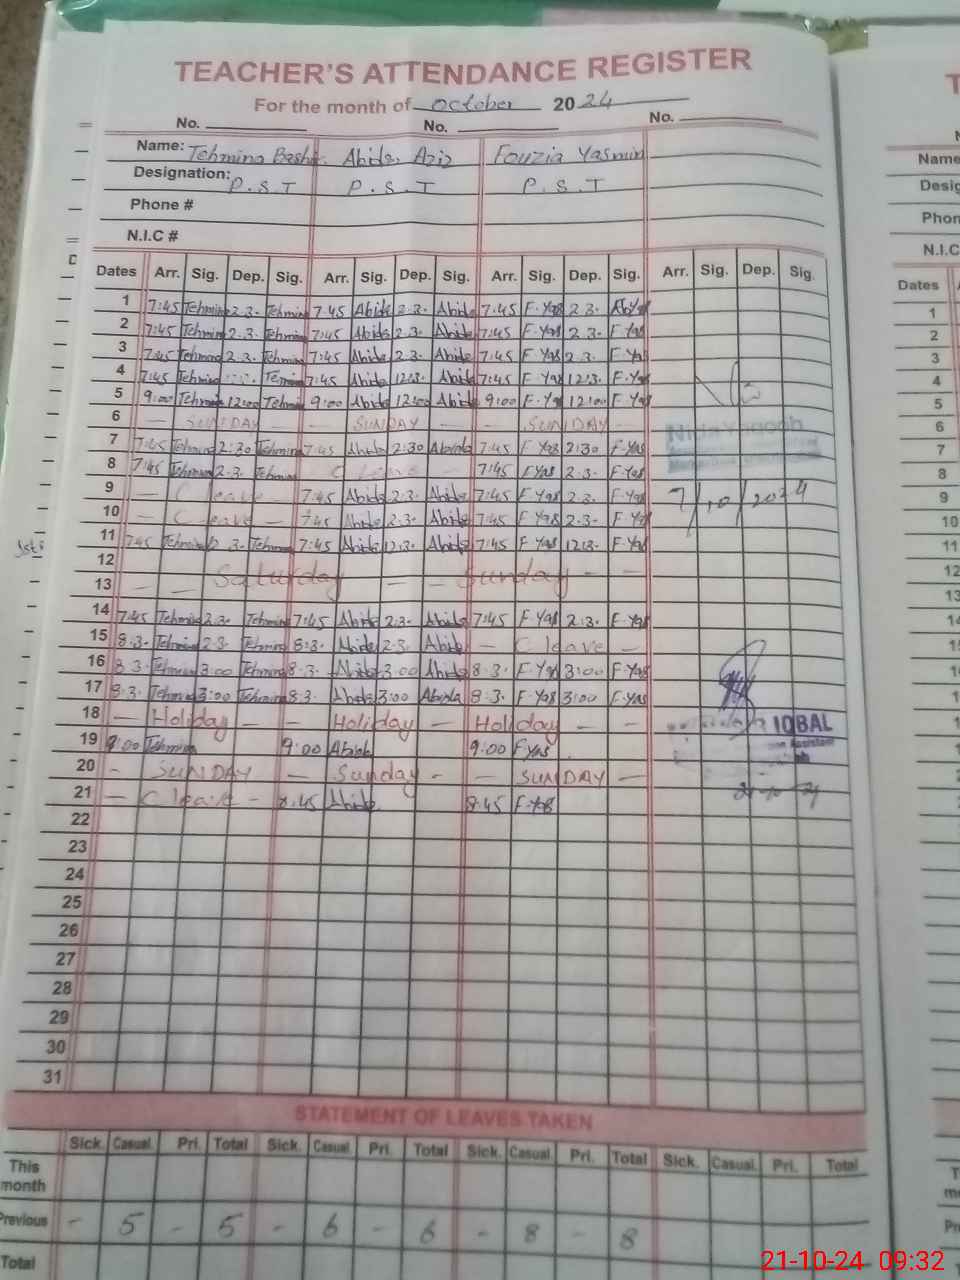 TEACHER'S ATTENDANCE REGISTER
For the month of October 2024
No. No. No.
Name: Tehmina Bashir Abida Aziz Fouzia Yasmin
Designation: P.S.T P.S.T P.S.T
Phone #
N.I.C #
Dates Arr. Sig. Dep. Sig. Arr. Sig. Dep. Sig. Arr. Sig. Dep. Sig. Arr. Sig. Dep. Sig.
1 7:45 Tehmina 2.3. Tehmina 7.45 Abida 2.3. Abida 7.45 F.Yas 2.3.
2 7:45 Tehmina 2.3. Tehmina 7:45 Abida 2.3. Abida 7:45 F.Yas 2.3. F.Yas
3 7:45 Tehmina 2.3. Tehmina 7:45 Abida 2.3. Abida 7:45 F.Yas 2.3. F.Yas
4 7:45 Tehmina Temina 7:45 Abida 12:3. Abida 7:45 F.Yas 12:3. F.Yas
5 9:00 Tehmina 12:00 Tehmina 9:00 Abida 12:00 Abida 9:00 F.Yas 12:00 F.Yas
6 — SUNDAY — — SUNDAY — — SUNDAY —
7 7:45 Tehmina 2:30 Tehmina 7:45 Abida 2:30 Abida 7:45 F Yas 2:30 F-Yas
8 7:45 Tehmina 2.3. Tehmina C leave — 7:45 FYas 2.3. F-Yas
9 — C leave 7:45 Abida 2.3. Abida 7:45 F.Yas 2.3. F.Yas
7/10/2024
10 — C leave — 7:45 Abida 2.3. Abida 7:45 F Yas 2.3. F.Yas
11 7:45 Tehmina 12 3. Tehmina 7:45 Abida 12:3. Abida 7:45 F Yas 12:3. F.Yas
12
13 — — Saturday — — Sunday — —
14 7:45 Tehmina 2.3. Tehmina 7:45 Abida 2.3. Abida 7:45 F Yas 2.3. F.Yas
15 8.3. Tehmina 2.3. Tehmina 8:3. Abida 2.3. Abida — C leave —
16 8 3. Tehmina 3:00 Tehmina 8:3. Abida 3:00 Abida 8:3. F Yas 3:00 F.Yas
17 8:3. Tehmina 3:00 Tehmina 8:3. Abida 3:00 Abida 8:3. F Yas 3:00 F.Yas
18 — Holiday — — Holiday — Holiday — —
IQBAL
19 9:00 Tehmina 9:00 Abida 9:00 F yas
20 - SUNDAY — Sunday - — SUNDAY —
21 — C leave - 8:45 Abida 8:45 F.Yas
22
23
24
25
26
27
28
29
30
31
STATEMENT OF LEAVES TAKEN
Sick. Casual. Pri. Total Sick. Casual. Pri. Total Sick. Casual. Pri. Total Sick. Casual. Pri. Total
This month
Previous - 5 - 5 - 6 - 6 - 8 - 8
Total
Name
Desig
Phon
N.I.C
Dates
1
2
3
4
5
6
7
8
9
10
11
12
13
21-10-24 09:32